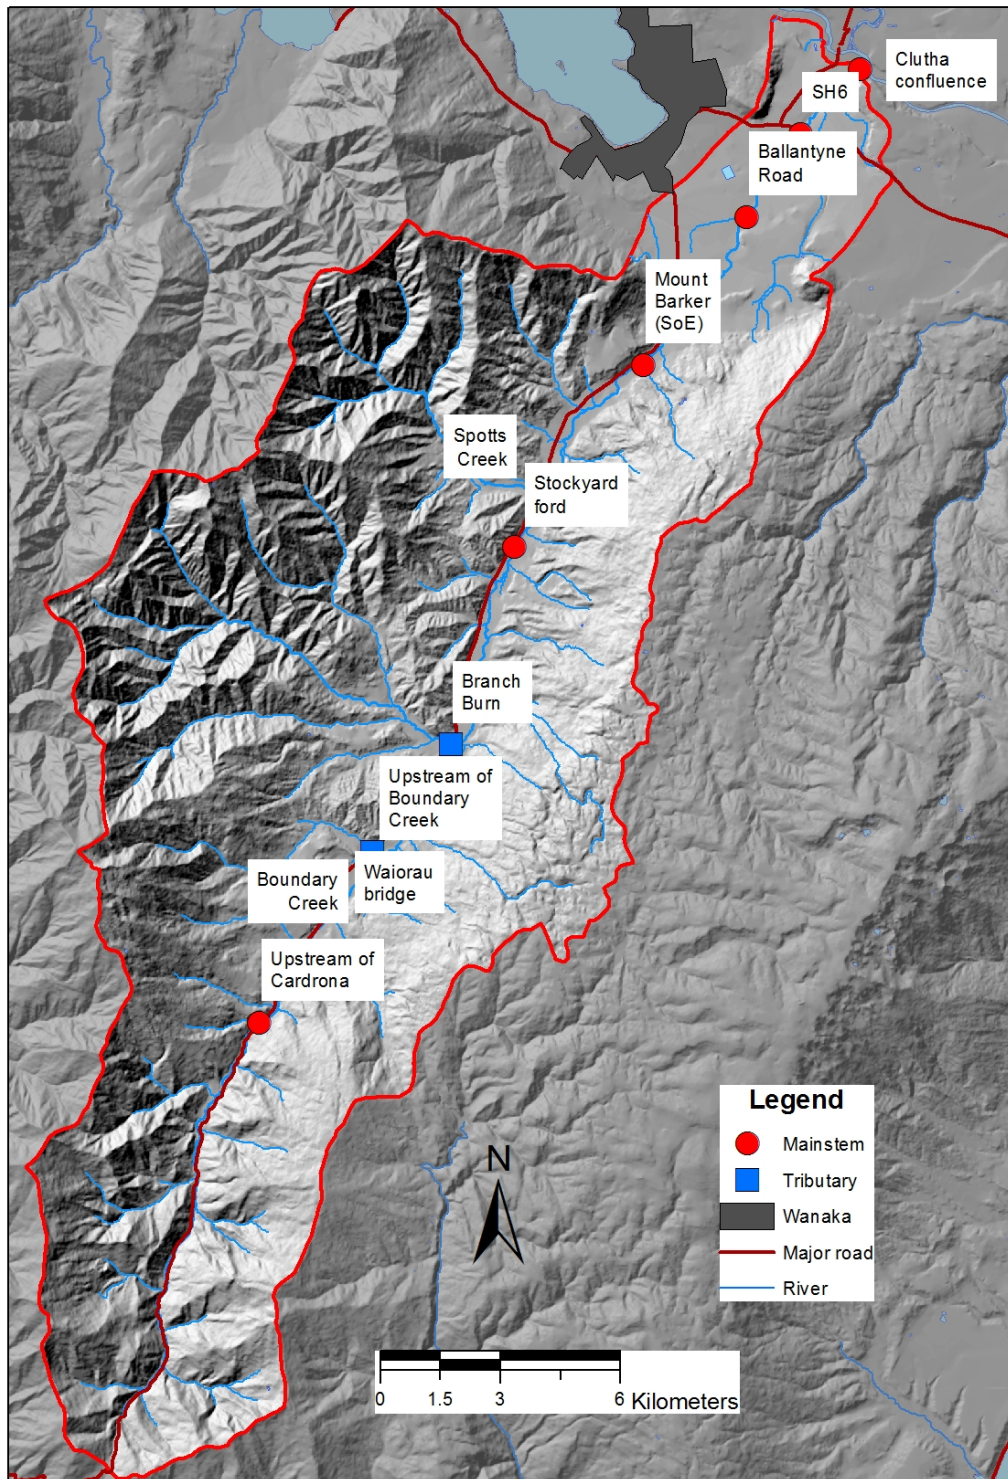 Clutha
confluence
SH6
Ballantyne
Road
Mount
Barker
(SoE)
Spotts
Creek
Stockyard
ford
Branch
Burn
Upstream of
Boundary
Creek
Boundary
Creek
Waiorau
bridge
Upstream of
Cardrona
N
Legend
Mainstem
Tributary
Wanaka
Major road
River
0 1.5 3 6 Kilometers